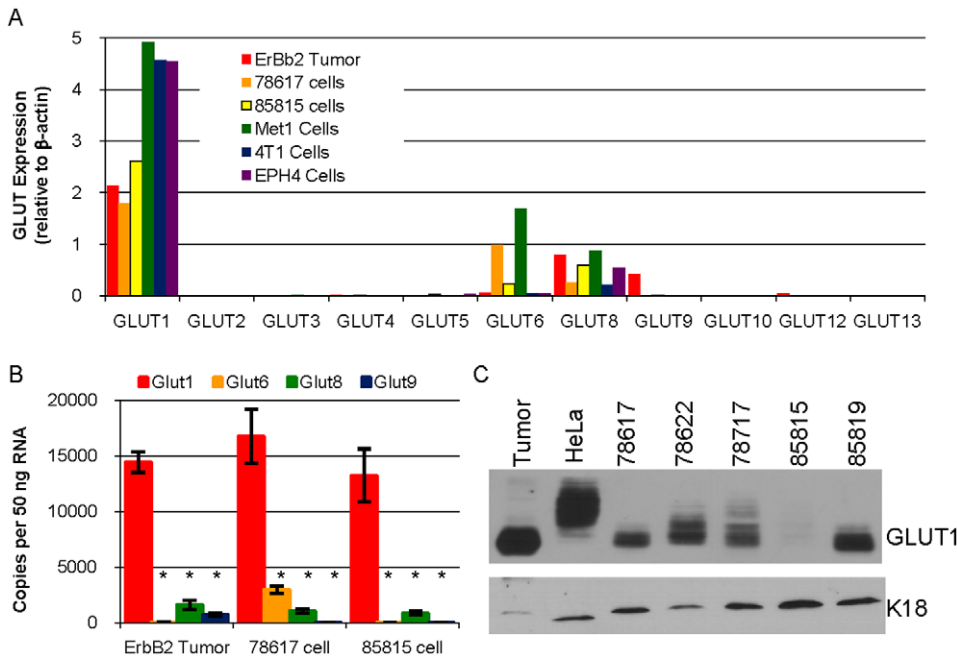 A
GLUT Expression
(relative to β-actin)
5
4
3
2
1
0
ErBb2 Tumor
78617 cells
85815 cells
Met1 Cells
4T1 Cells
EPH4 Cells
GLUT1 GLUT2 GLUT3 GLUT4 GLUT5 GLUT6 GLUT8 GLUT9 GLUT10 GLUT12 GLUT13
B
Glut1 Glut6 Glut8 Glut9
Copies per 50 ng RNA
20000
15000
10000
5000
0
* * * * * * * * *
ErbB2 Tumor 78617 cell 85815 cell
C
Tumor HeLa 78617 78622 78717 85815 85819
GLUT1
K18